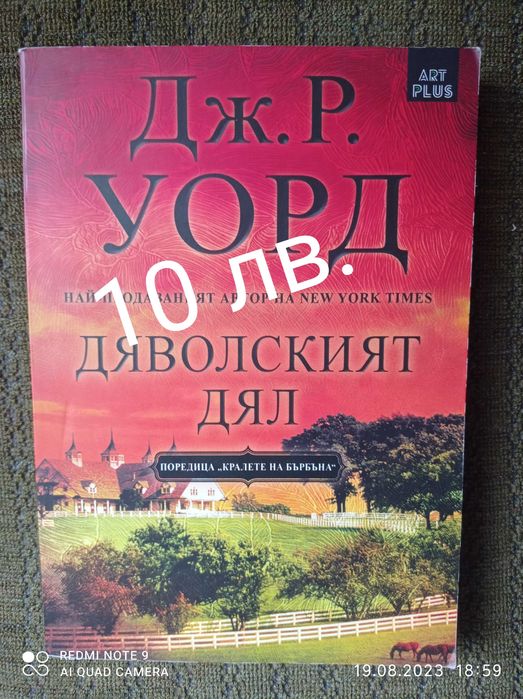 ART
PLUS
Дж. Р.
УОРД
10 лв.
НАЙ-ПРОДАВАНИЯТ АВТОР НА NEW YORK TIMES
ДЯВОЛСКИЯТ
ДЯЛ
ПОРЕДИЦА „КРАЛЕТЕ НА БЪРБЪНА“
REDMI NOTE 9
AI QUAD CAMERA
19.08.2023 18:59